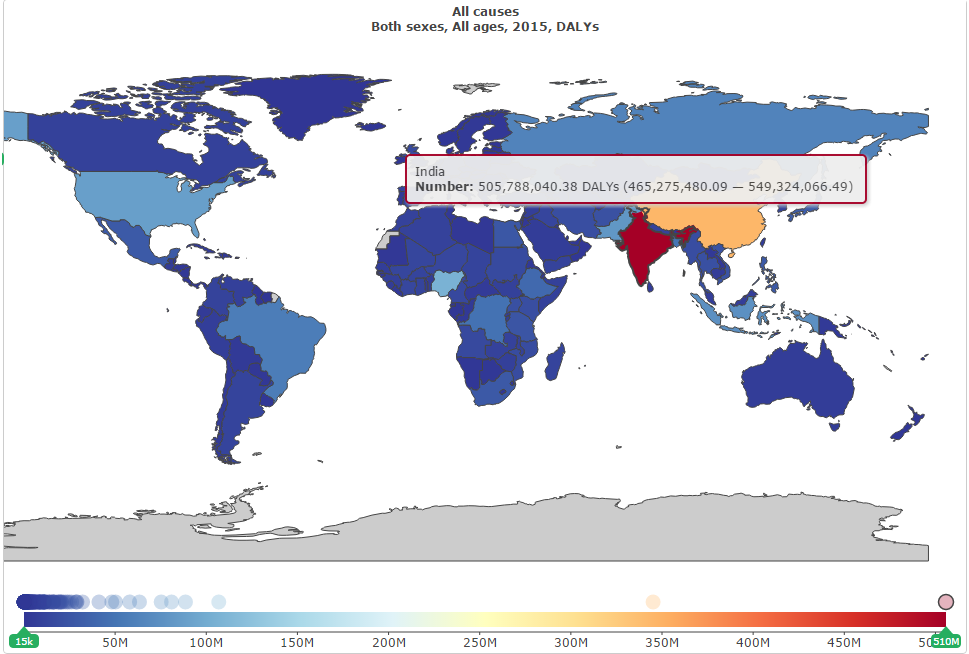 All causes
Both sexes, All ages, 2015, DALYs
India
Number: 505,788,040.38 DALYs (465,275,480.09 — 549,324,066.49)
15k 50M 100M 150M 200M 250M 300M 350M 400M 450M 510M